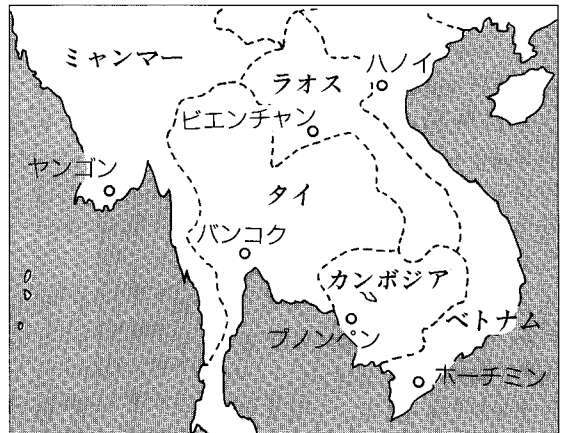 ミャンマー
ハノイ
ラオス
ビエンチャン
ヤンゴン
タイ
バンコク
カンボジア
ベトナム
プノンペン
ホーチミン